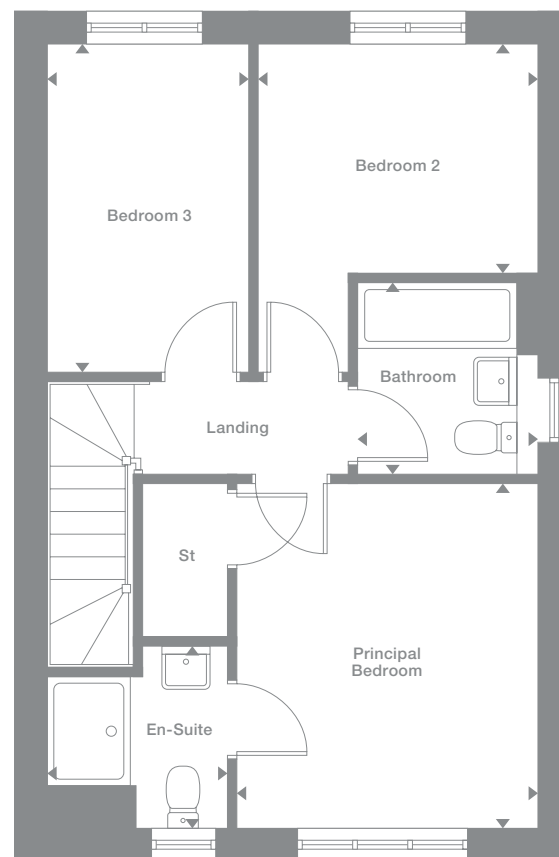 Bedroom 2
Bedroom 3
Bathroom
Landing
St
Principal
Bedroom
En-Suite